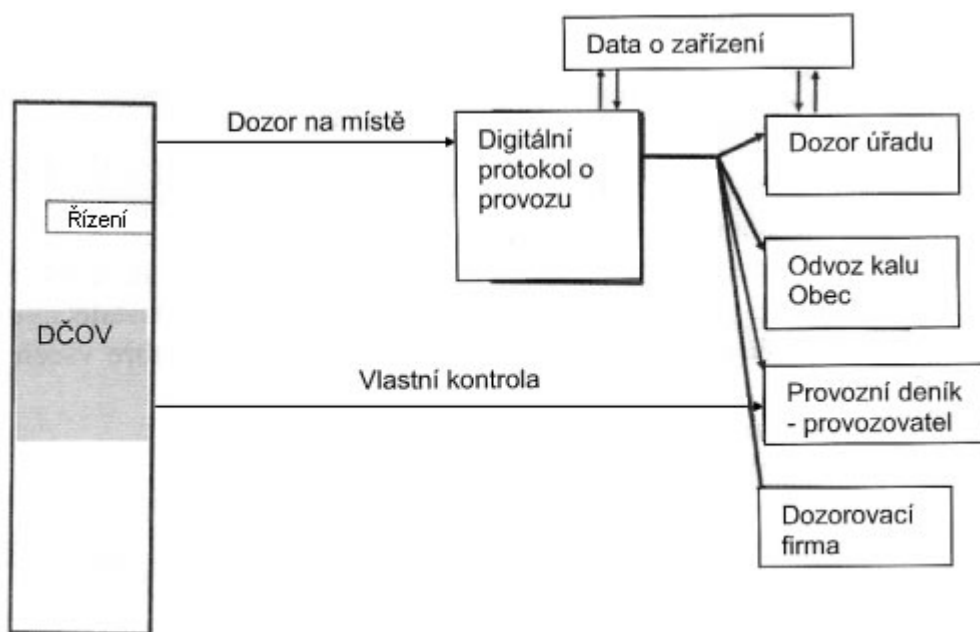 Data o zařízení
Dozor na místě
Digitální
protokol o
provozu
Dozor úřadu
Řízení
Odvoz kalu
Obec
DČOV
Vlastní kontrola
Provozní deník
- provozovatel
Dozorovací
firma